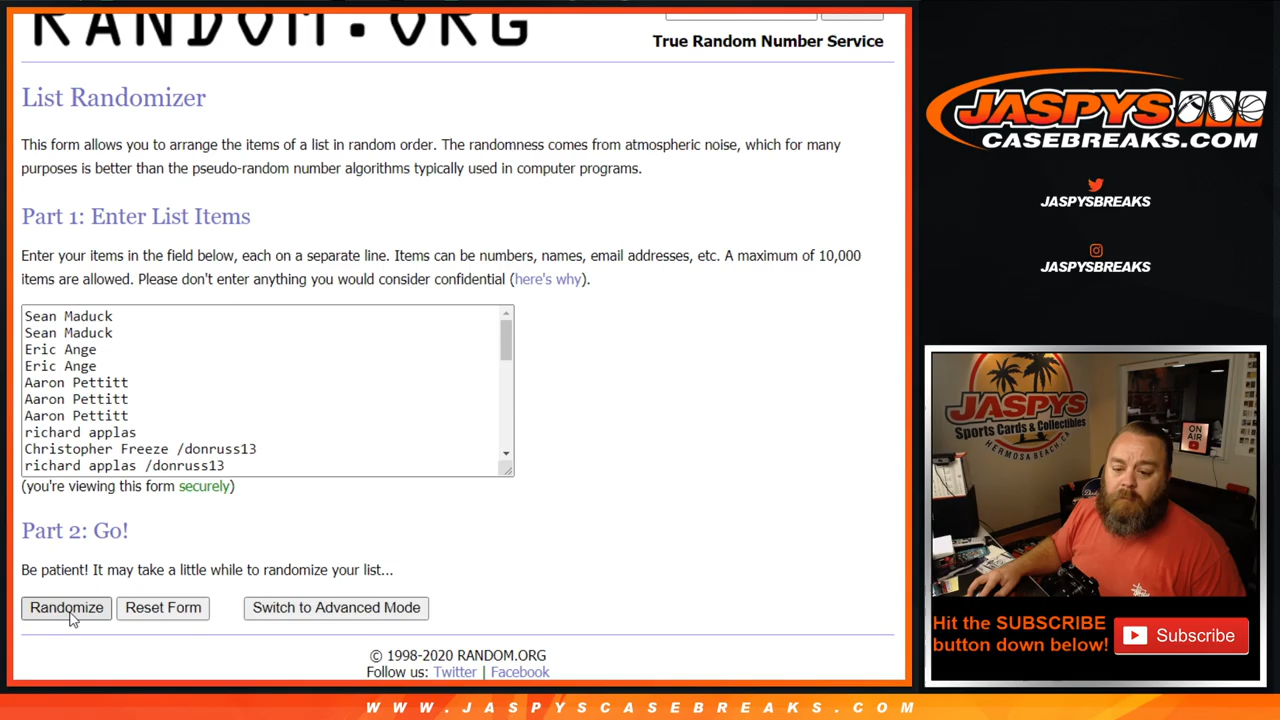 RANDOM.ORG
True Random Number Service
List Randomizer
This form allows you to arrange the items of a list in random order. The randomness comes from atmospheric noise, which for many
purposes is better than the pseudo-random number algorithms typically used in computer programs.
Part 1: Enter List Items
Enter your items in the field below, each on a separate line. Items can be numbers, names, email addresses, etc. A maximum of 10,000
items are allowed. Please don't enter anything you would consider confidential (here's why).
Sean Maduck
Sean Maduck
Eric Ange
Eric Ange
Aaron Pettitt
Aaron Pettitt
Aaron Pettitt
richard applas
Christopher Freeze /donruss13
richard applas /donruss13
(you're viewing this form securely)
Part 2: Go!
Be patient! It may take a little while to randomize your list...
Randomize
Reset Form
Switch to Advanced Mode
© 1998-2020 RANDOM.ORG
Follow us: Twitter | Facebook
JASPYS
CASEBREAKS.COM
JASPYSBREAKS
JASPYSBREAKS
JASPYS
Sports Cards & Collectibles
HERMOSA BEACH, CA
ON AIR
Hit the SUBSCRIBE
button down below!
Subscribe
WWW.JASPYSCASEBREAKS.COM